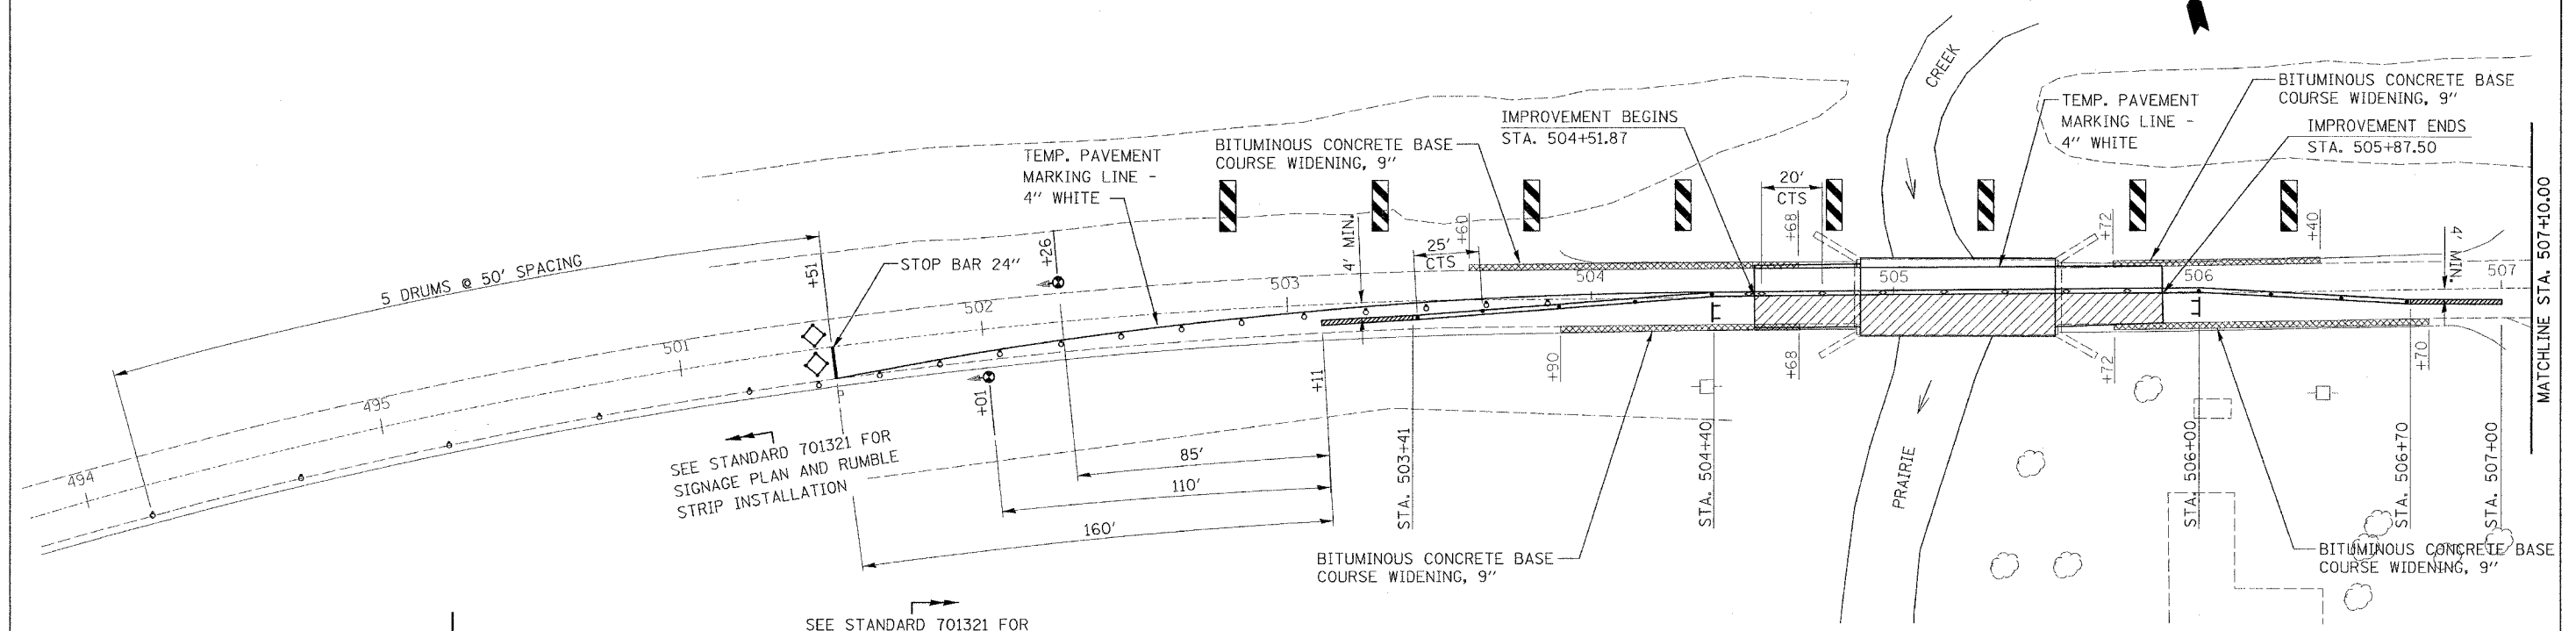 CREEK
BITUMINOUS CONCRETE BASE
COURSE WIDENING, 9"
TEMP. PAVEMENT
MARKING LINE -
4" WHITE
IMPROVEMENT BEGINS
STA. 504+51.87
IMPROVEMENT ENDS
STA. 505+87.50
BITUMINOUS CONCRETE BASE
COURSE WIDENING, 9"
TEMP. PAVEMENT
MARKING LINE -
4" WHITE
20'
CTS
4' MIN.
+60
25'
CTS
+68
+72
+40
4' MIN.
MATCHLINE STA. 507+10.00
5 DRUMS @ 50' SPACING
+51
STOP BAR 24"
+26
494
495
501
502
503
504
505
506
507
+01
+11
+90
+68
+72
+70
SEE STANDARD 701321 FOR
SIGNAGE PLAN AND RUMBLE
STRIP INSTALLATION
85'
110'
160'
STA. 503+41
STA. 504+40
PRAIRIE
STA. 506+00
STA. 506+70
STA. 507+00
BITUMINOUS CONCRETE BASE
COURSE WIDENING, 9"
BITUMINOUS CONCRETE BASE
COURSE WIDENING, 9"
SEE STANDARD 701321 FOR